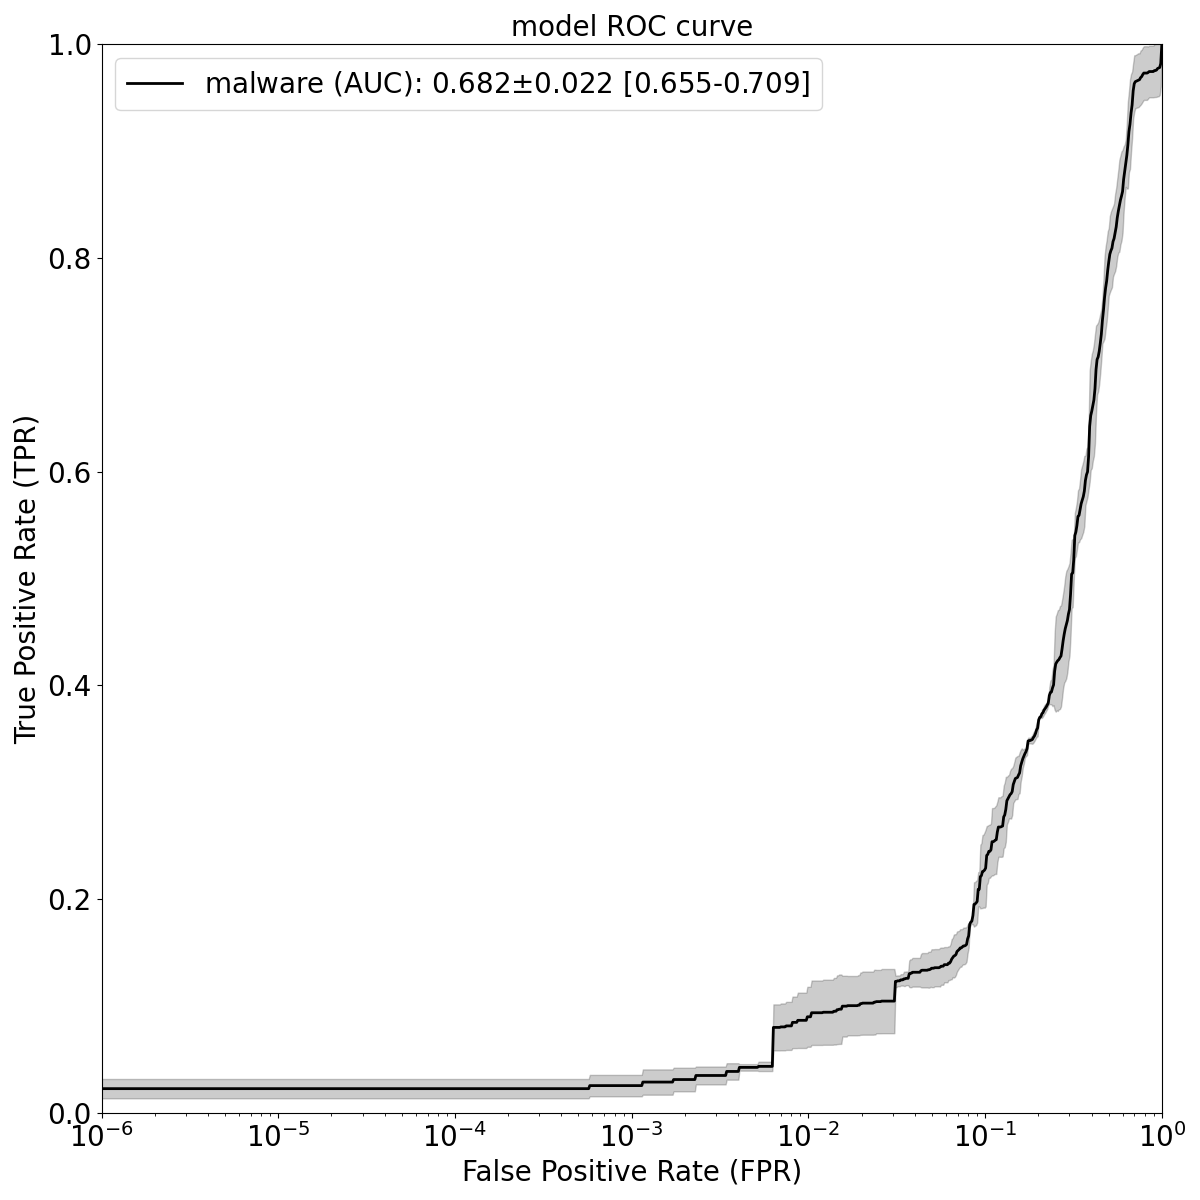 model ROC curve
malware (AUC): 0.682±0.022 [0.655-0.709]
1.0
0.8
0.6
0.4
0.2
0.0
True Positive Rate (TPR)
10⁻⁶ 10⁻⁵ 10⁻⁴ 10⁻³ 10⁻² 10⁻¹ 10⁰
False Positive Rate (FPR)